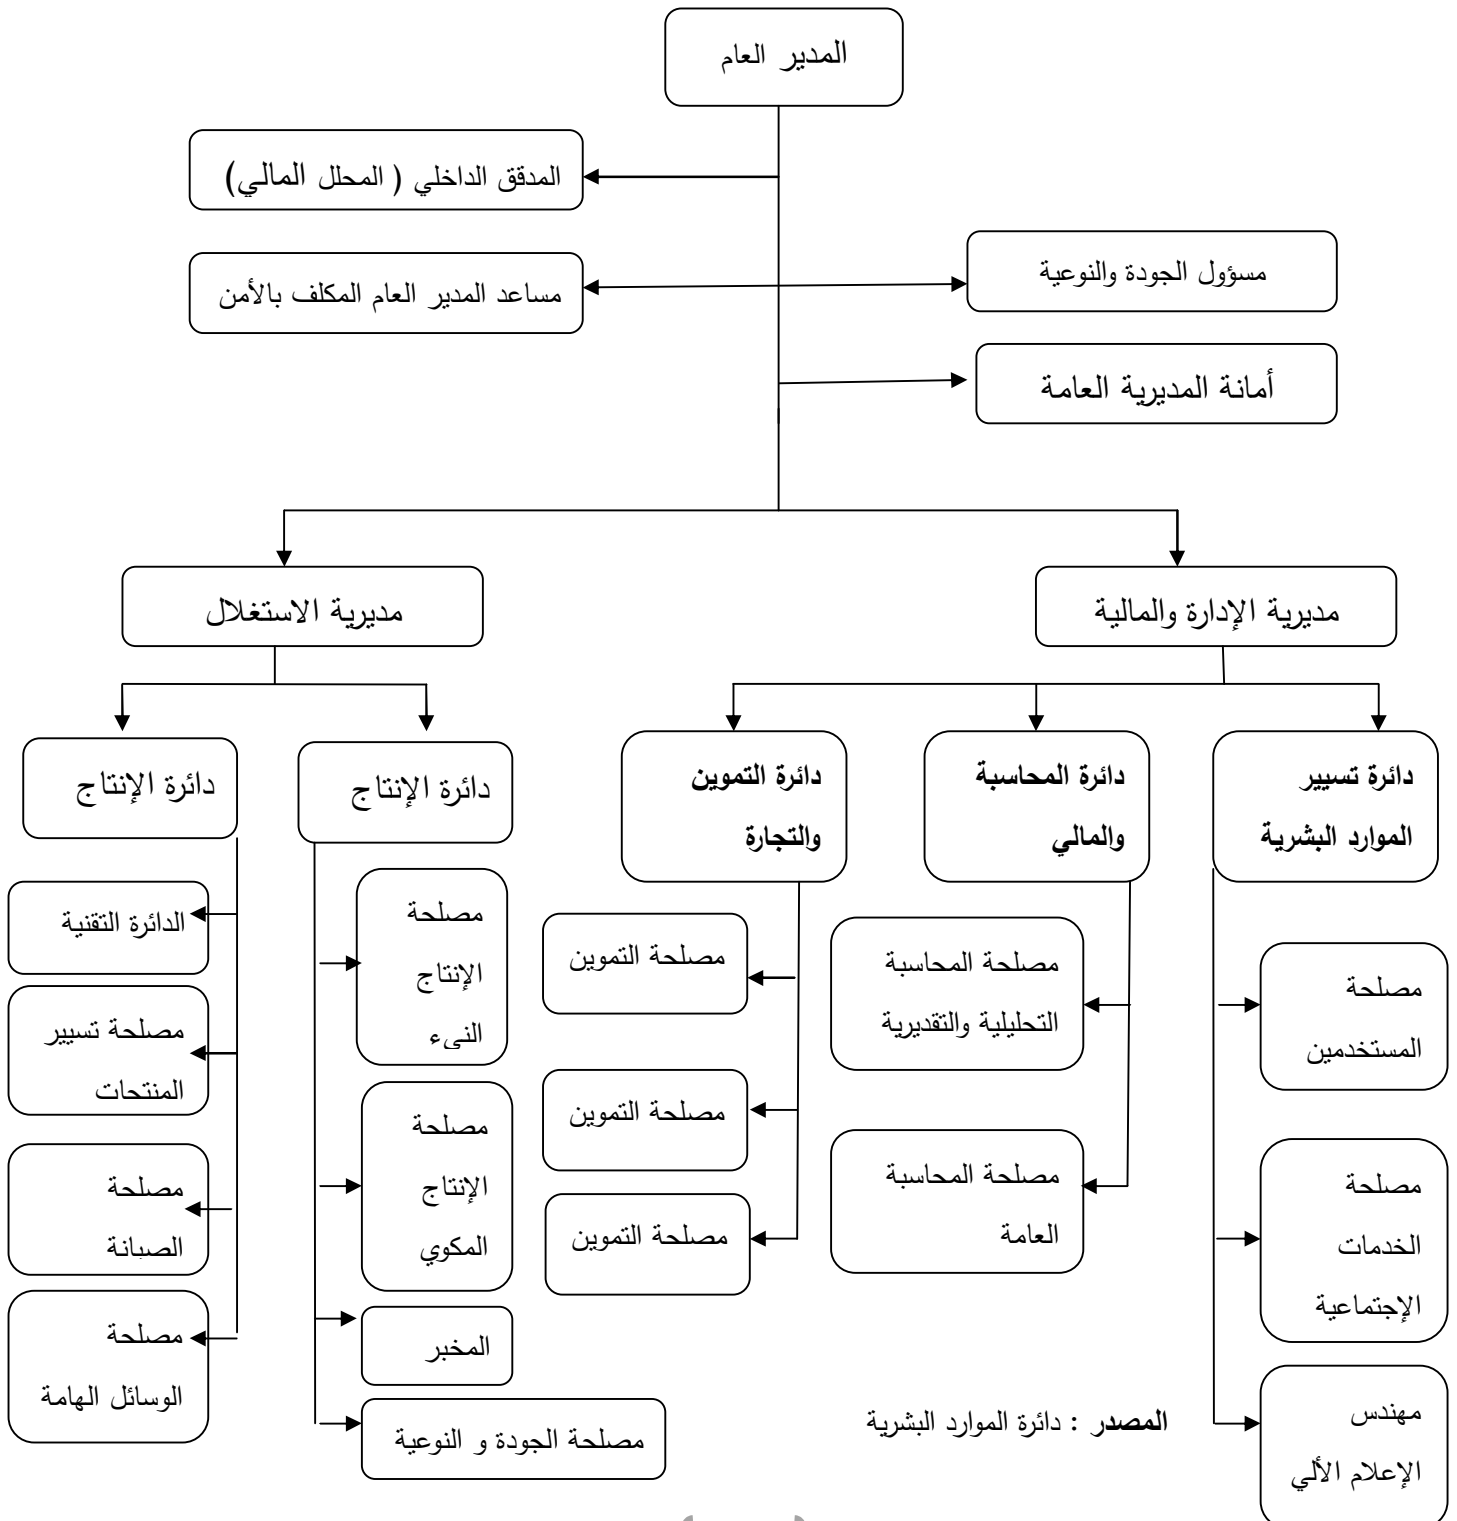 المدير العام
المدقق الداخلي ( المحلل المالي)
مسؤول الجودة والنوعية
مساعد المدير العام المكلف بالأمن
أمانة المديرية العامة
مديرية الإدارة والمالية
مديرية الاستغلال
دائرة تسيير
الموارد البشرية
دائرة المحاسبة
والمالي
دائرة التموين
والتجارة
دائرة الإنتاج
دائرة الإنتاج
مصلحة
المستخدمين
مصلحة
الخدمات
الإجتماعية
مهندس
الإعلام الألي
مصلحة المحاسبة
التحليلية والتقديرية
مصلحة المحاسبة
العامة
مصلحة التموين
مصلحة التموين
مصلحة التموين
مصلحة
الإنتاج
النيء
مصلحة
الإنتاج
المكوي
المخبر
مصلحة الجودة و النوعية
الدائرة التقنية
مصلحة تسيير
المنتجات
مصلحة
الصبانة
مصلحة
الوسائل الهامة
المصدر : دائرة الموارد البشرية